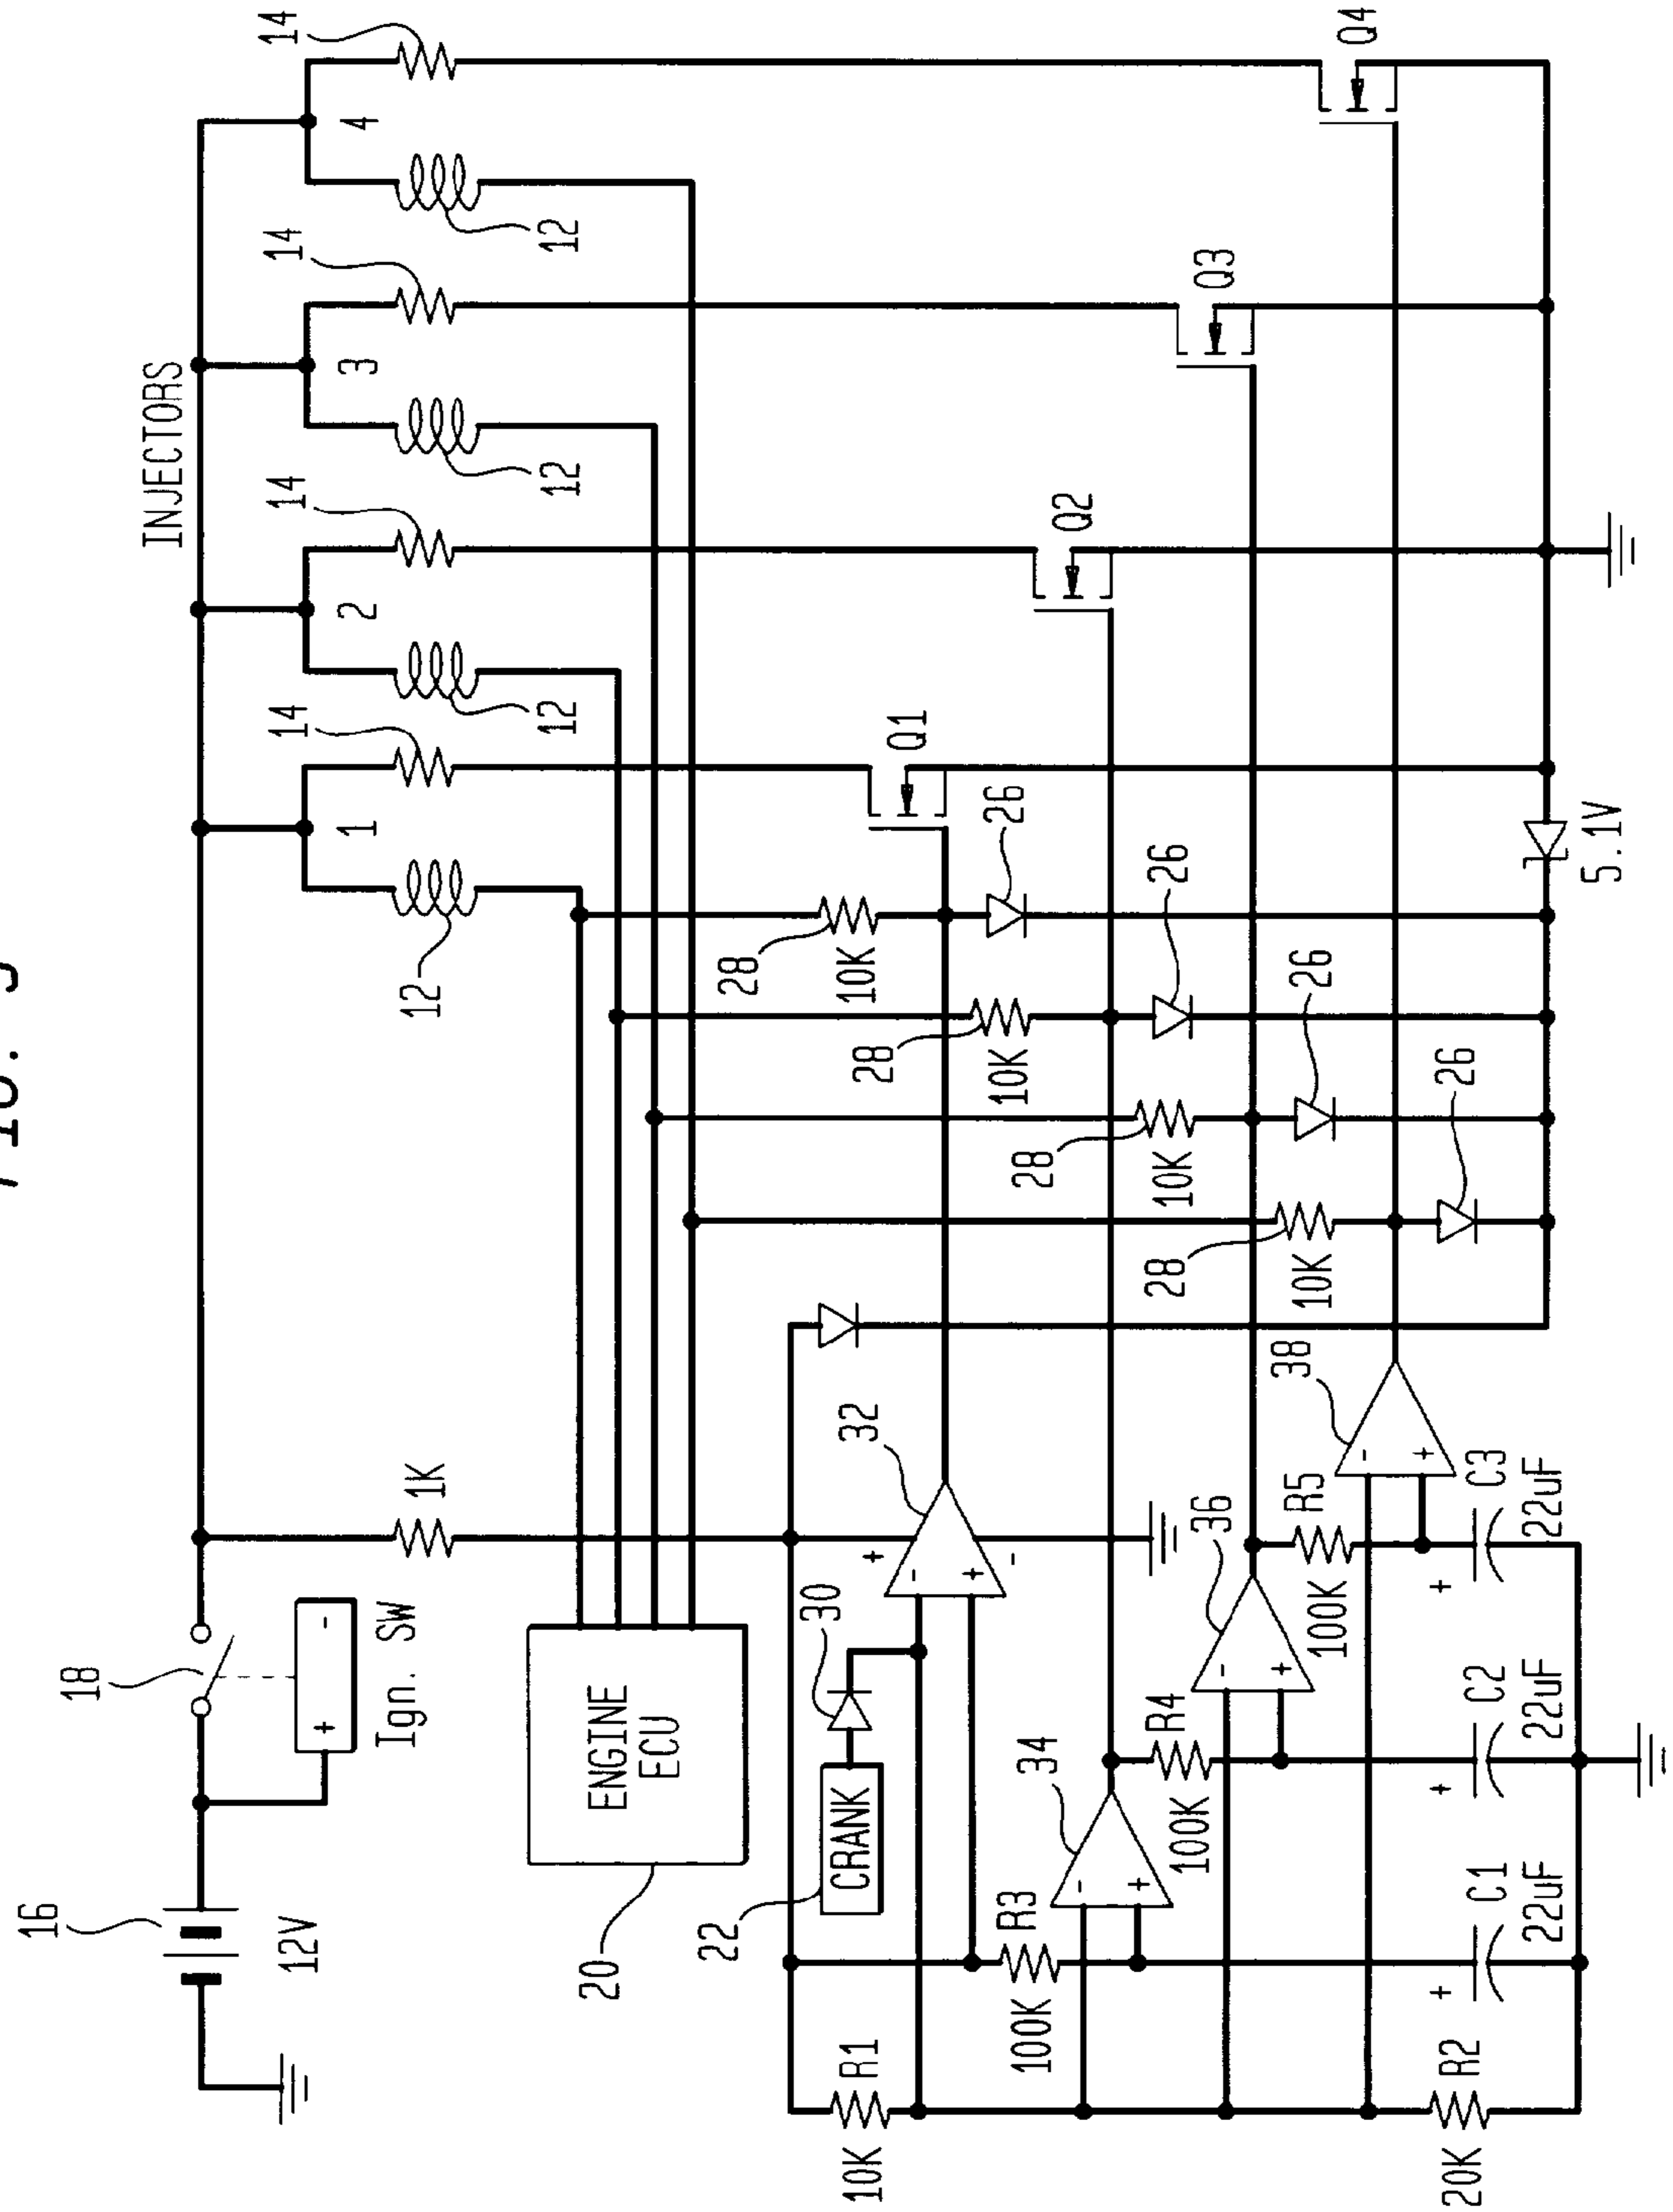 FIG.
16
12V
18
+ -
Ign. SW
1K
INJECTORS
12
1
14
12
2
14
12
3
14
12
4
14
20
ENGINE
ECU
22
CRANK
30
32
+
-
-
+
10K
R1
100K
R3
34
-
+
100K
R4
36
-
+
100K
R5
38
-
+
20K
R2
+
C1
22uF
+
C2
22uF
+
C3
22uF
28
10K
26
28
10K
26
28
10K
26
28
10K
26
Q1
Q2
Q3
Q4
5.1V